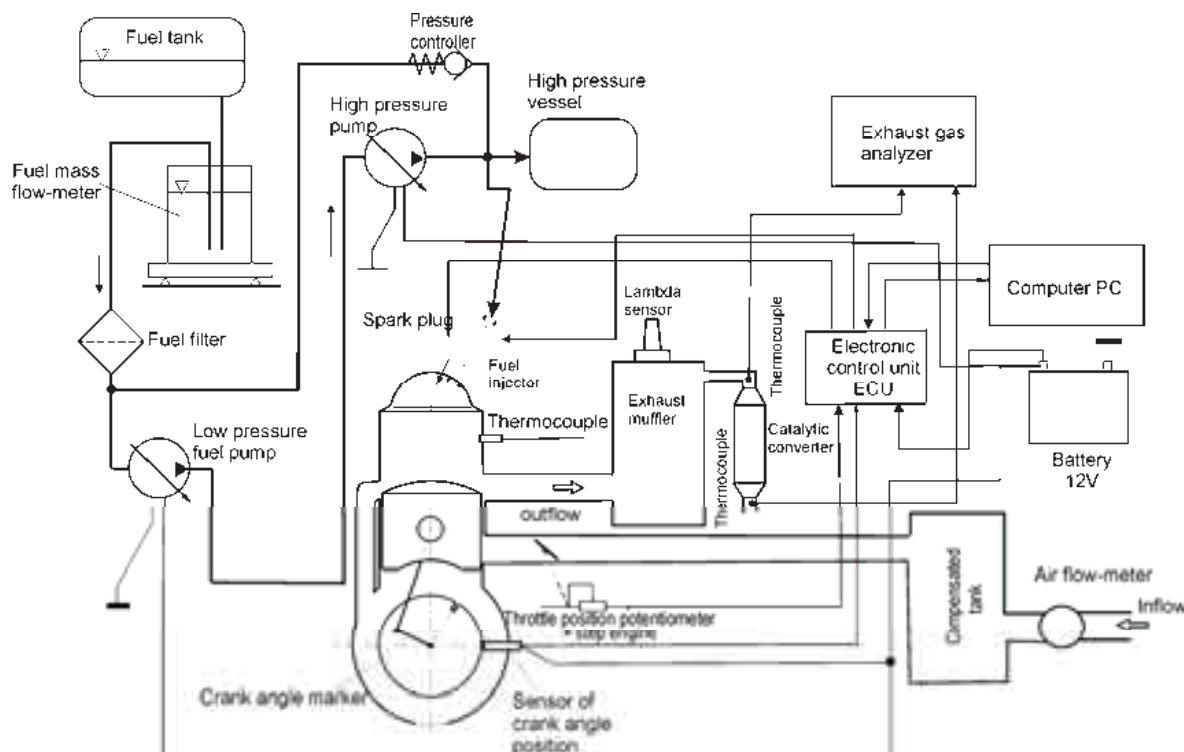 Fuel tank
Pressure
controller
High pressure
vessel
High pressure
pump
Exhaust gas
analyzer
Fuel mass
flow-meter
Computer PC
Lambda
sensor
Thermocouple
Spark plug
Fuel filter
Fuel
injector
Electronic
control unit
ECU
Exhaust
muffler
Thermocouple
Catalytic
converter
Thermocouple
Low pressure
fuel pump
Battery
12V
outflow
Compensated
tank
Air flow-meter
Inflow
Throttle position potentiometer
+ step engine
Crank angle marker
Sensor of
crank angle
position